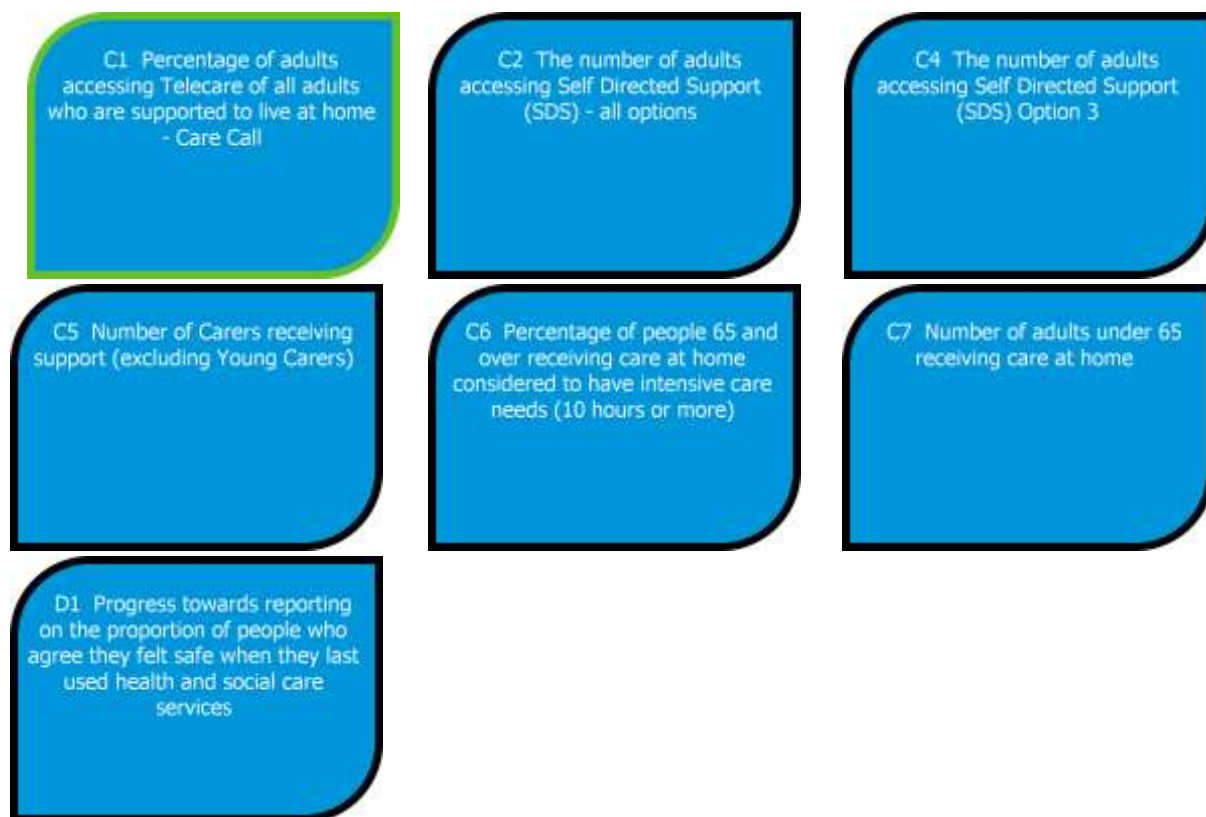 C1 Percentage of adults
accessing Telecare of all adults
who are supported to live at home
- Care Call
C2 The number of adults
accessing Self Directed Support
(SDS) - all options
C4 The number of adults
accessing Self Directed Support
(SDS) Option 3
C5 Number of Carers receiving
support (excluding Young Carers)
C6 Percentage of people 65 and
over receiving care at home
considered to have intensive care
needs (10 hours or more)
C7 Number of adults under 65
receiving care at home
D1 Progress towards reporting
on the proportion of people who
agree they felt safe when they last
used health and social care
services